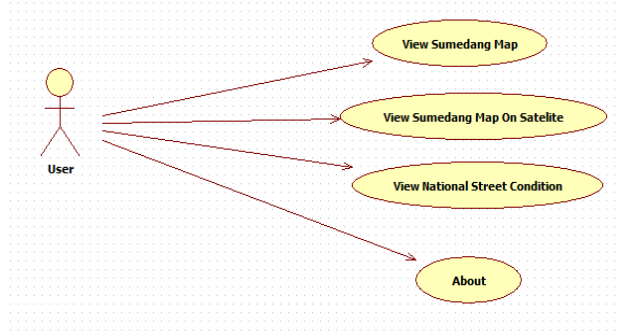 View Sumedang Map
View Sumedang Map On Satelite
User
View National Street Condition
About